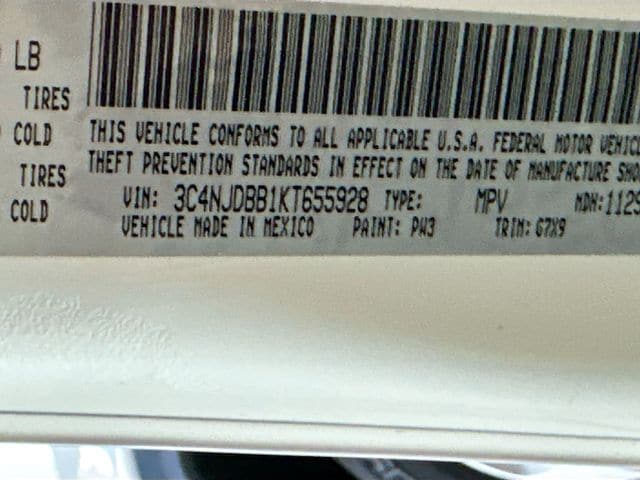 LB
TIRES
COLD
TIRES
COLD
THIS VEHICLE CONFORMS TO ALL APPLICABLE U.S.A. FEDERAL MOTOR VEHICL
THEFT PREVENTION STANDARDS IN EFFECT ON THE DATE OF MANUFACTURE SHO
VIN: 3C4NJDBB1KT655928 TYPE: MPV MDH:1129
VEHICLE MADE IN MEXICO PAINT: PW3 TRIM: G7X9